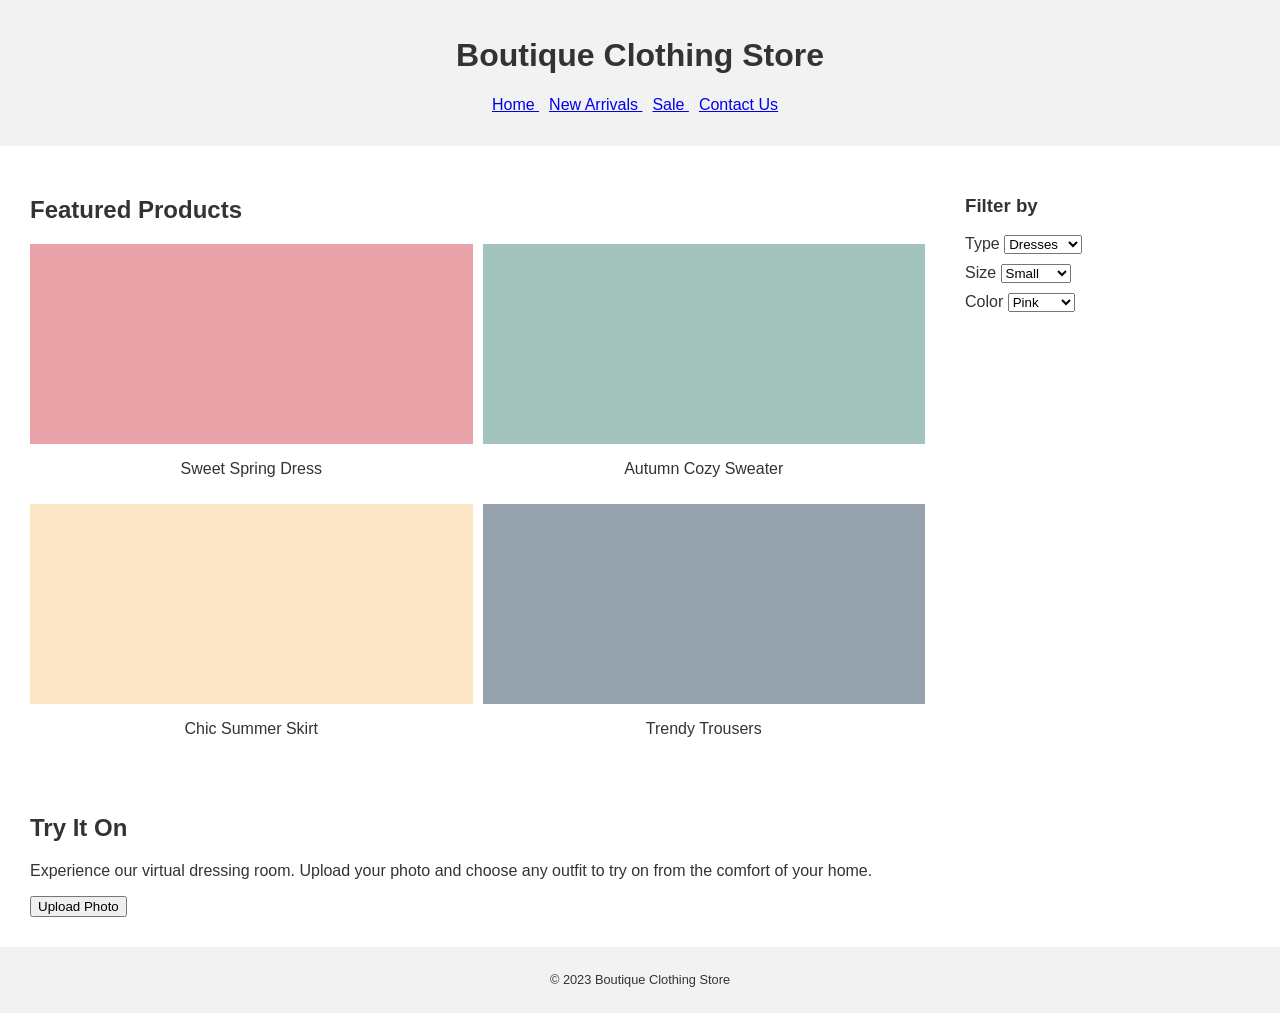 Boutique Clothing Store
Home New Arrivals Sale Contact Us
Featured Products
Sweet Spring Dress
Autumn Cozy Sweater
Chic Summer Skirt
Trendy Trousers
Filter by
Type Dresses
Size Small
Color Pink
Try It On
Experience our virtual dressing room. Upload your photo and choose any outfit to try on from the comfort of your home.
Upload Photo
© 2023 Boutique Clothing Store